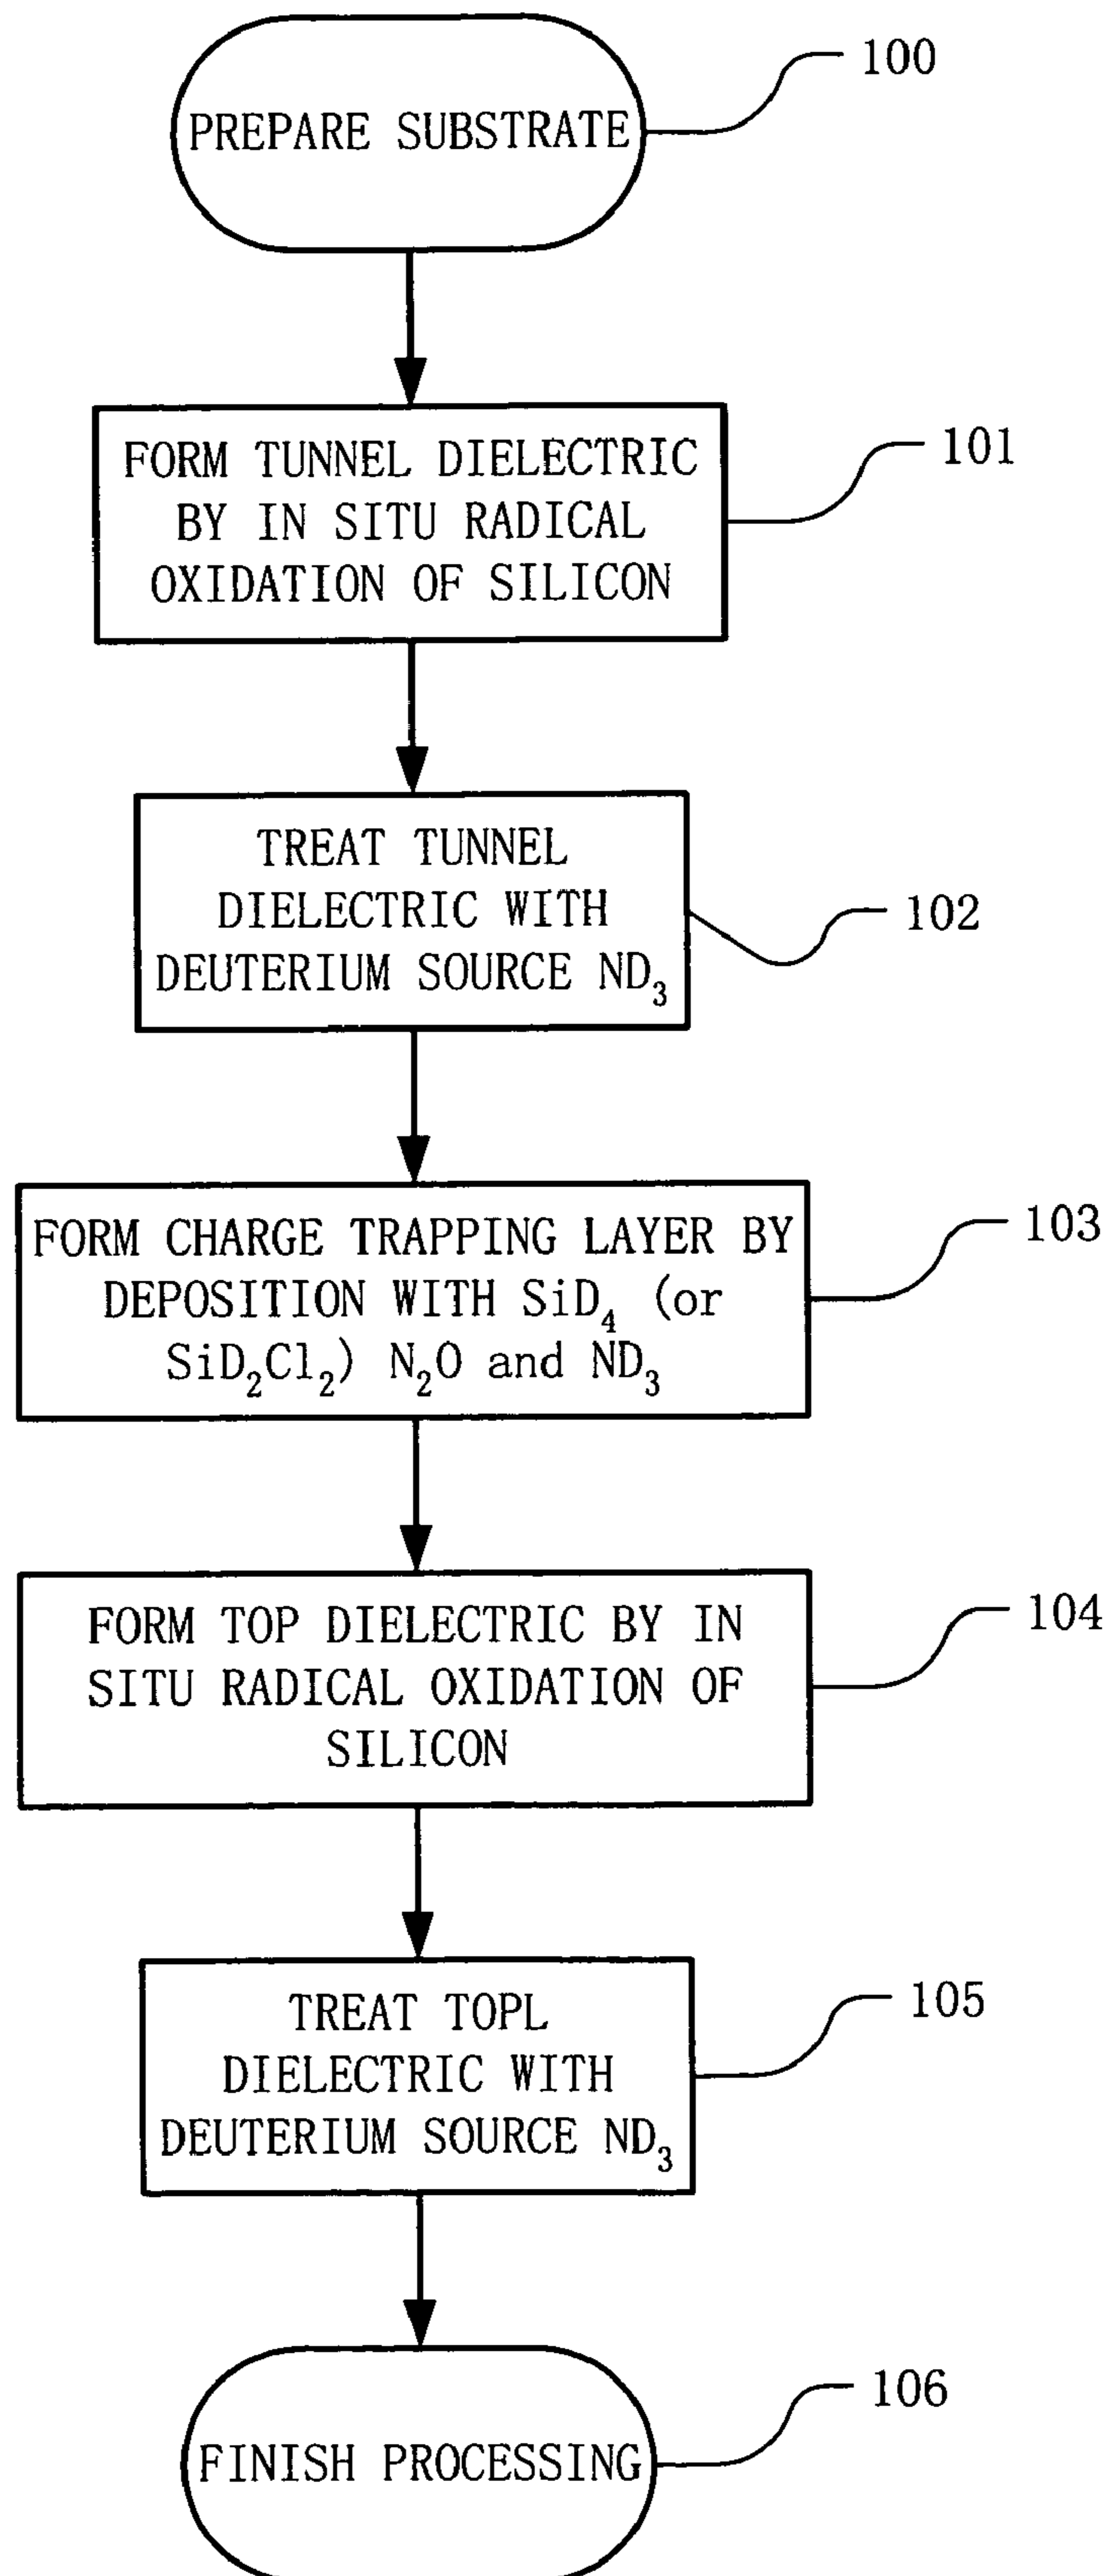 PREPARE SUBSTRATE
100
FORM TUNNEL DIELECTRIC
BY IN SITU RADICAL
OXIDATION OF SILICON
101
TREAT TUNNEL
DIELECTRIC WITH
DEUTERIUM SOURCE ND₃
102
FORM CHARGE TRAPPING LAYER BY
DEPOSITION WITH SiD₄ (or
SiD₂Cl₂) N₂O and ND₃
103
FORM TOP DIELECTRIC BY IN
SITU RADICAL OXIDATION OF
SILICON
104
TREAT TOPL
DIELECTRIC WITH
DEUTERIUM SOURCE ND₃
105
FINISH PROCESSING
106